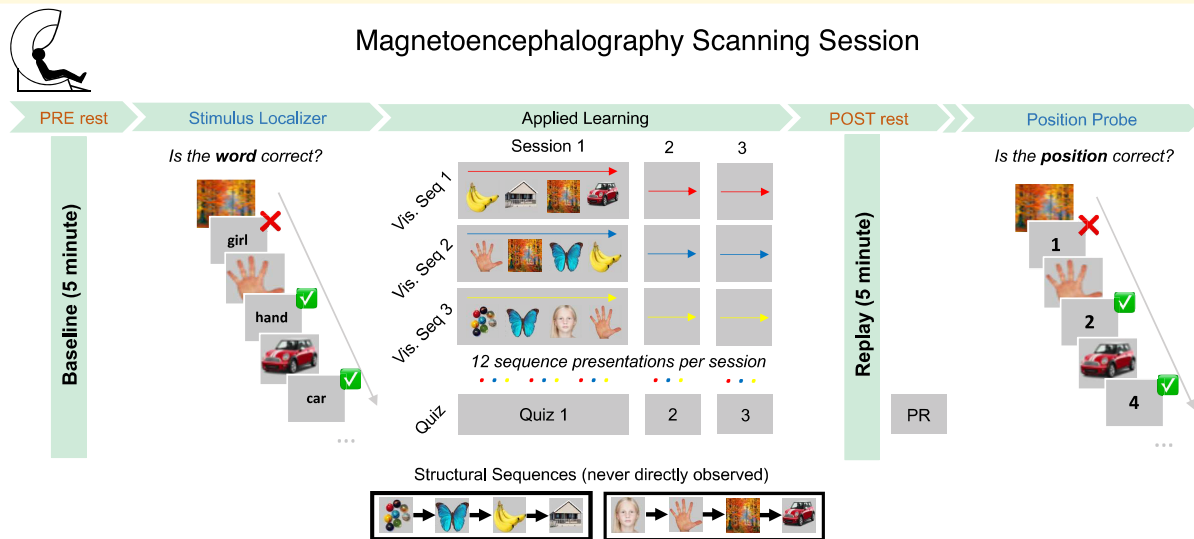 Magnetoencephalography Scanning Session
PRE rest
Stimulus Localizer
Applied Learning
POST rest
Position Probe
Baseline (5 minute)
Is the word correct?
girl
hand
car
...
Session 1
2
3
Vis. Seq 1
Vis. Seq 2
Vis. Seq 3
12 sequence presentations per session
Quiz
Quiz 1
2
3
Replay (5 minute)
PR
Is the position correct?
1
2
4
...
Structural Sequences (never directly observed)